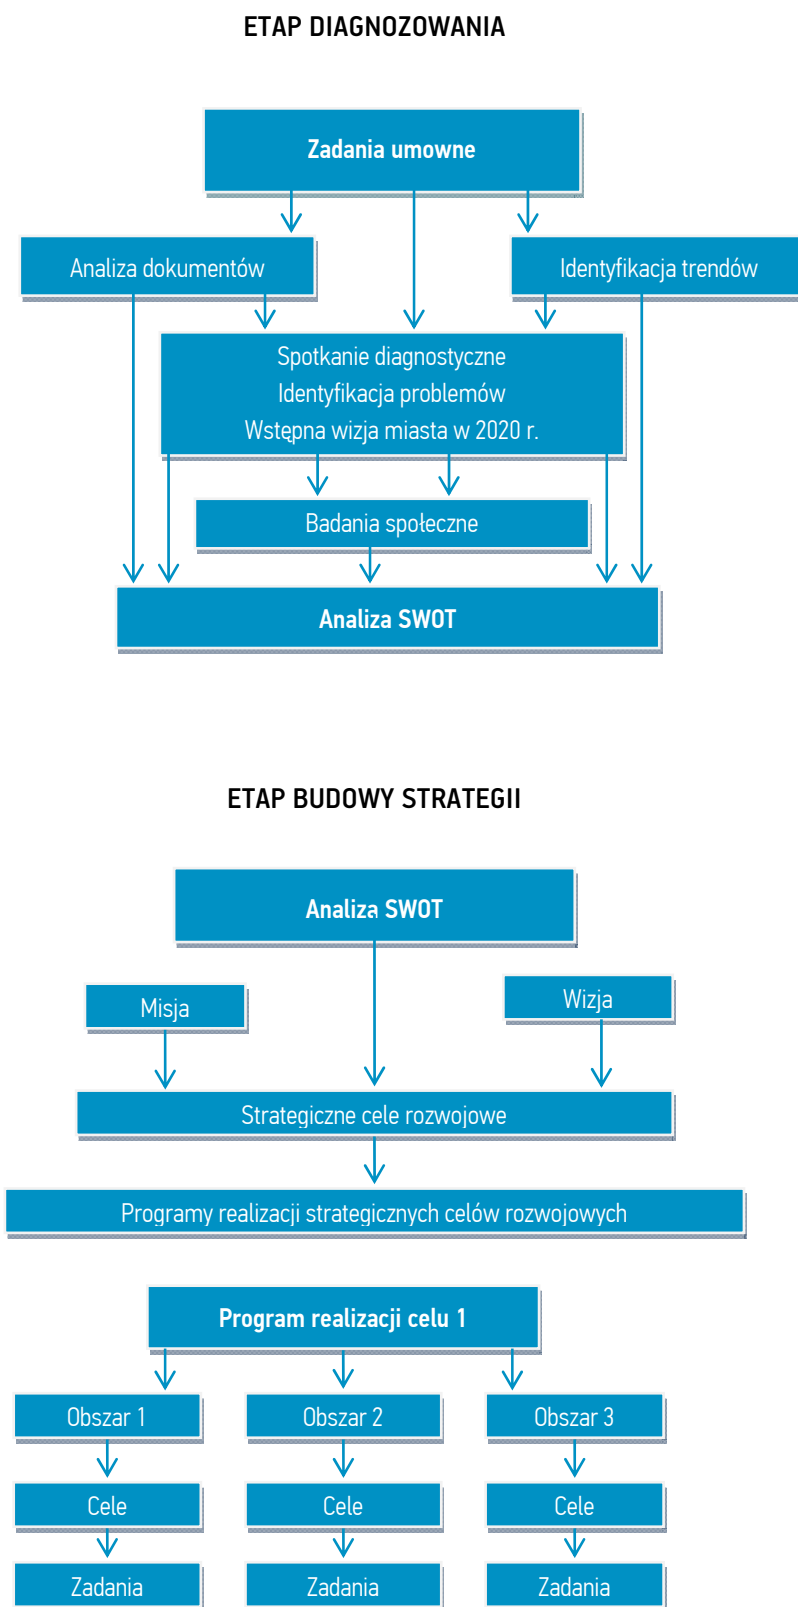 ETAP DIAGNOZOWANIA
Zadania umowne
Analiza dokumentów
Identyfikacja trendów
Spotkanie diagnostyczne
Identyfikacja problemów
Wstępna wizja miasta w 2020 r.
Badania społeczne
Analiza SWOT
ETAP BUDOWY STRATEGII
Analiza SWOT
Misja
Wizja
Strategiczne cele rozwojowe
Programy realizacji strategicznych celów rozwojowych
Program realizacji celu 1
Obszar 1
Obszar 2
Obszar 3
Cele
Cele
Cele
Zadania
Zadania
Zadania